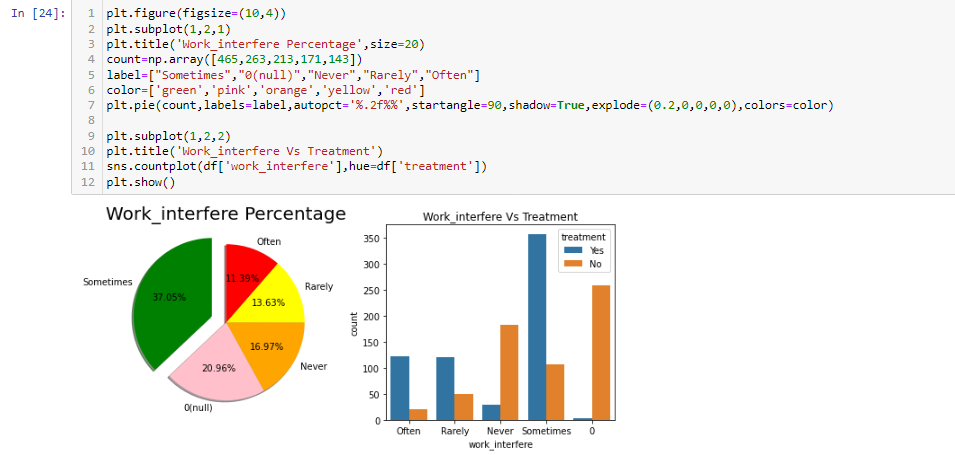 In [24]:
1 plt.figure(figsize=(10,4))
2 plt.subplot(1,2,1)
3 plt.title('Work_interfere Percentage',size=20)
4 count=np.array([465,263,213,171,143])
5 label=["Sometimes","0(null)","Never","Rarely","Often"]
6 color=['green','pink','orange','yellow','red']
7 plt.pie(count,labels=label,autopct='%.2f%%',startangle=90,shadow=True,explode=(0.2,0,0,0,0),colors=color)
8
9 plt.subplot(1,2,2)
10 plt.title('Work_interfere Vs Treatment')
11 sns.countplot(df['work_interfere'],hue=df['treatment'])
12 plt.show()
Work_interfere Percentage
Often
Sometimes
Rarely
11.39%
37.05%
13.63%
16.97%
20.96%
Never
0(null)
Work_interfere Vs Treatment
treatment
Yes
No
count
350
300
250
200
150
100
50
0
Often Rarely Never Sometimes 0
work_interfere